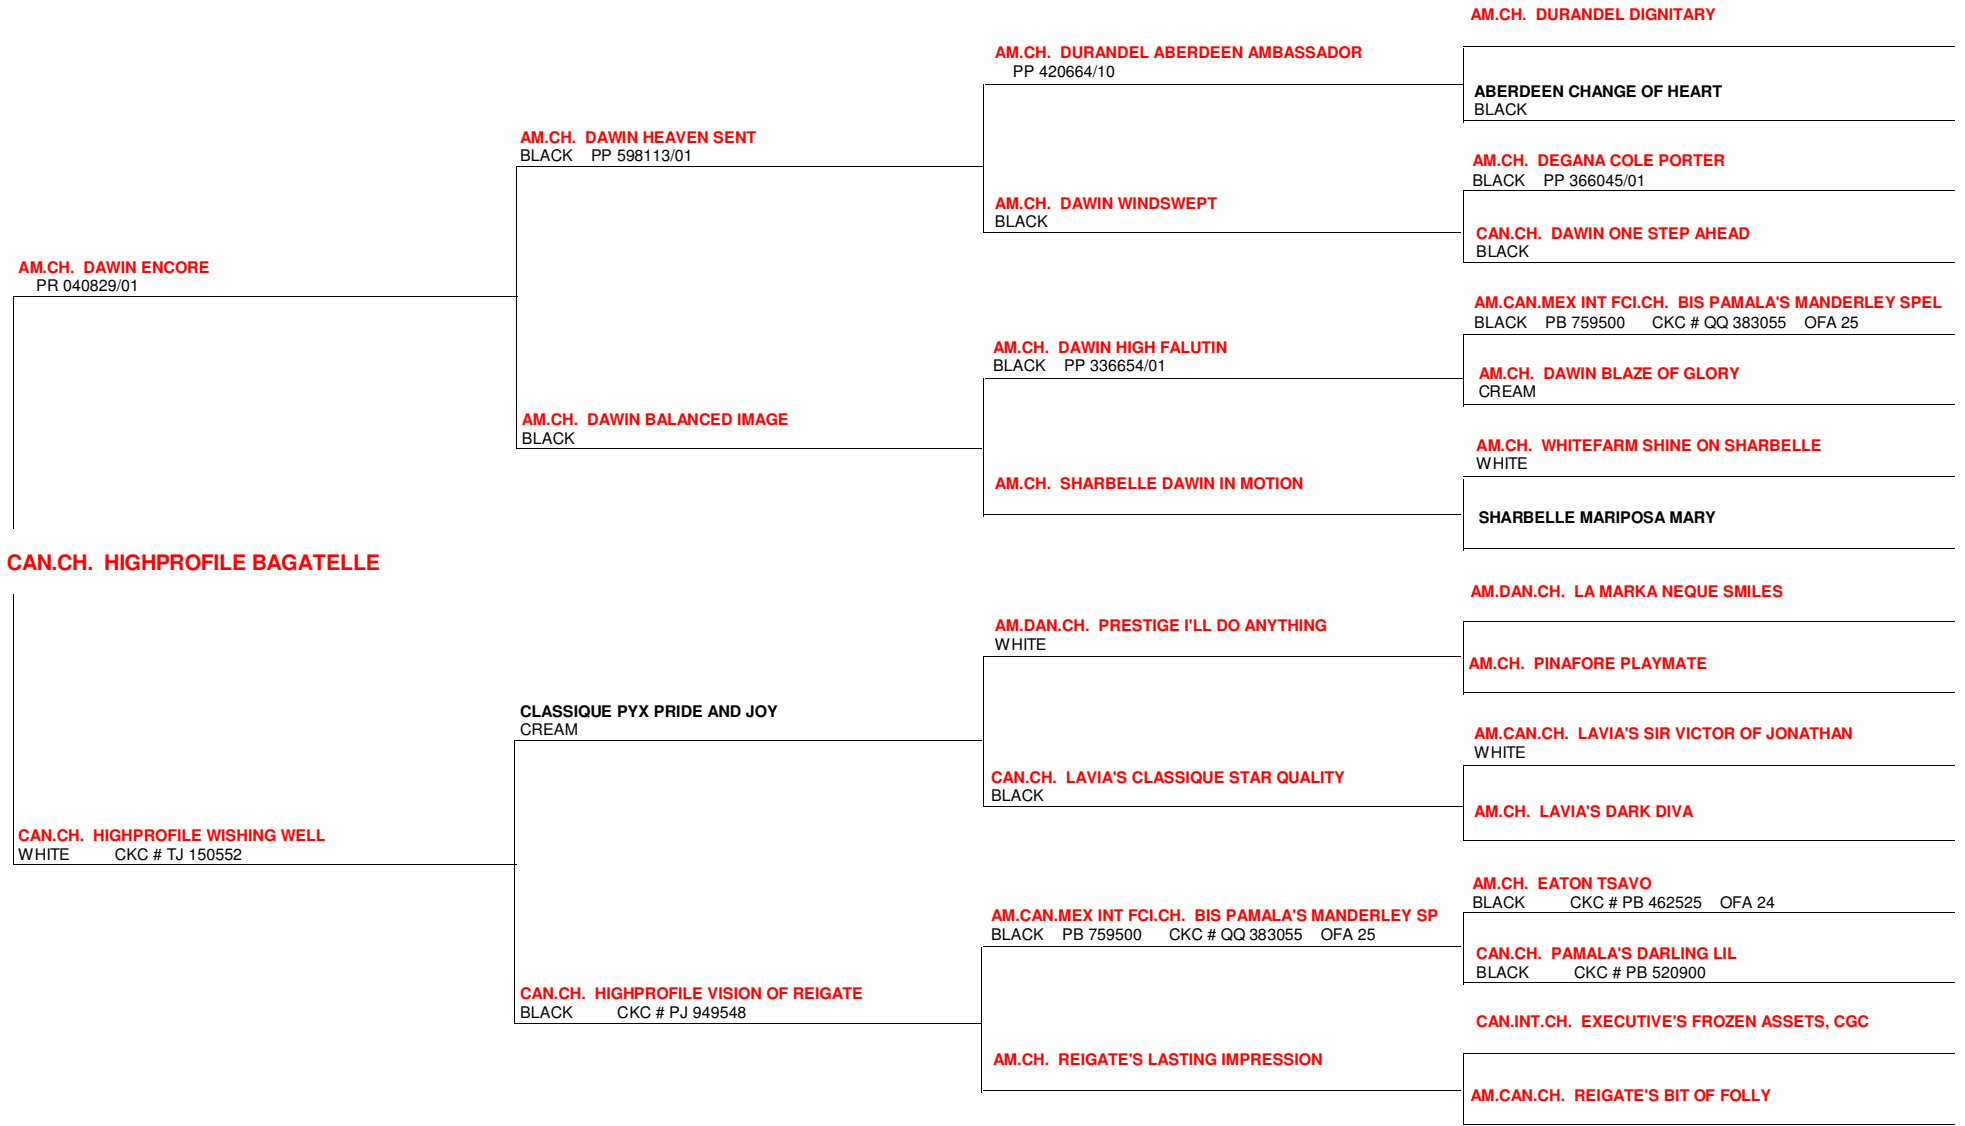 AM.CH. DURANDEL DIGNITARY
AM.CH. DURANDEL ABERDEEN AMBASSADOR
PP 420664/10
ABERDEEN CHANGE OF HEART
BLACK
AM.CH. DAWIN HEAVEN SENT
BLACK PP 598113/01
AM.CH. DEGANA COLE PORTER
BLACK PP 366045/01
AM.CH. DAWIN WINDSWEPT
BLACK
CAN.CH. DAWIN ONE STEP AHEAD
BLACK
AM.CH. DAWIN ENCORE
PR 040829/01
AM.CAN.MEX INT FCI.CH. BIS PAMALA'S MANDERLEY SPEL
BLACK PB 759500 CKC # QQ 383055 OFA 25
AM.CH. DAWIN HIGH FALUTIN
BLACK PP 336654/01
AM.CH. DAWIN BLAZE OF GLORY
CREAM
AM.CH. DAWIN BALANCED IMAGE
BLACK
AM.CH. WHITEFARM SHINE ON SHARBELLE
WHITE
AM.CH. SHARBELLE DAWIN IN MOTION
SHARBELLE MARIPOSA MARY
CAN.CH. HIGHPROFILE BAGATELLE
AM.DAN.CH. LA MARKA NEQUE SMILES
AM.DAN.CH. PRESTIGE I'LL DO ANYTHING
WHITE
AM.CH. PINAFORE PLAYMATE
CLASSIQUE PYX PRIDE AND JOY
CREAM
AM.CAN.CH. LAVIA'S SIR VICTOR OF JONATHAN
WHITE
CAN.CH. LAVIA'S CLASSIQUE STAR QUALITY
BLACK
AM.CH. LAVIA'S DARK DIVA
CAN.CH. HIGHPROFILE WISHING WELL
WHITE CKC # TJ 150552
AM.CH. EATON TSAVO
BLACK CKC # PB 462525 OFA 24
AM.CAN.MEX INT FCI.CH. BIS PAMALA'S MANDERLEY SP
BLACK PB 759500 CKC # QQ 383055 OFA 25
CAN.CH. PAMALA'S DARLING LIL
BLACK CKC # PB 520900
CAN.CH. HIGHPROFILE VISION OF REIGATE
BLACK CKC # PJ 949548
CAN.INT.CH. EXECUTIVE'S FROZEN ASSETS, CGC
AM.CH. REIGATE'S LASTING IMPRESSION
AM.CAN.CH. REIGATE'S BIT OF FOLLY